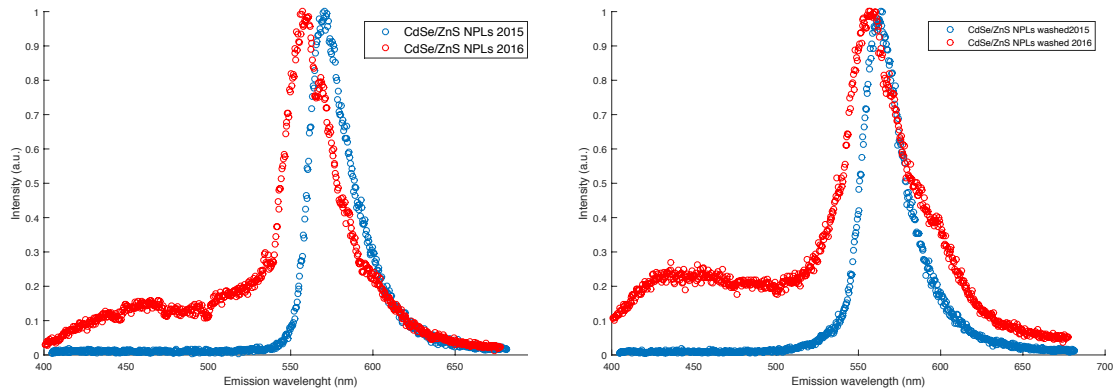 1
0.9
0.8
0.7
0.6
0.5
0.4
0.3
0.2
0.1
0
Intensity (a.u.)
400 450 500 550 600 650
Emission wavelenght (nm)
CdSe/ZnS NPLs 2015
CdSe/ZnS NPLs 2016
1
0.9
0.8
0.7
0.6
0.5
0.4
0.3
0.2
0.1
0
Intensity (a.u.)
400 450 500 550 600 650 700
Emission wavelength (nm)
CdSe/ZnS NPLs washed2015
CdSe/ZnS NPLs washed 2016